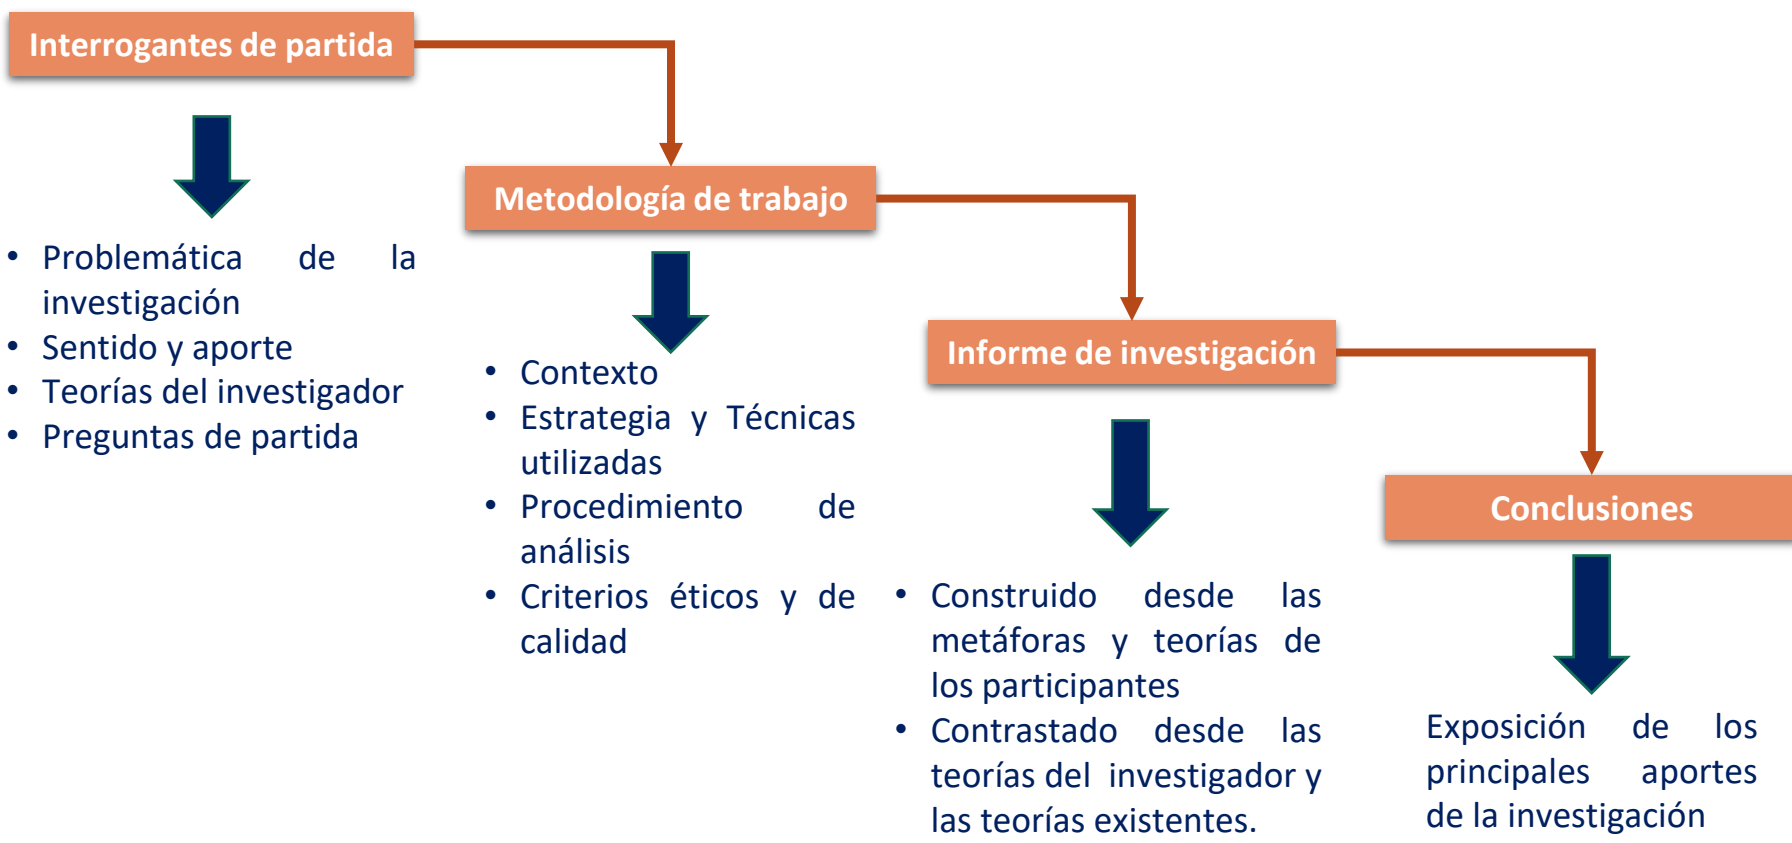 Interrogantes de partida
• Problemática de la
investigación
• Sentido y aporte
• Teorías del investigador
• Preguntas de partida
Metodología de trabajo
• Contexto
• Estrategia y Técnicas
utilizadas
• Procedimiento de
análisis
• Criterios éticos y de
calidad
Informe de investigación
• Construido desde las
metáforas y teorías de
los participantes
• Contrastado desde las
teorías del investigador y
las teorías existentes.
Conclusiones
Exposición de los
principales aportes
de la investigación